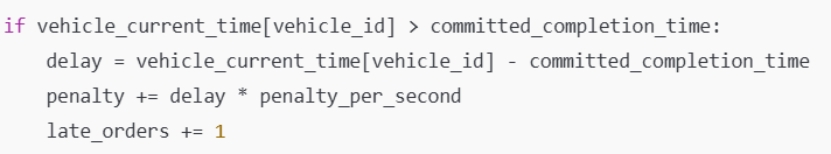 if vehicle_current_time[vehicle_id] > committed_completion_time:
    delay = vehicle_current_time[vehicle_id] - committed_completion_time
    penalty += delay * penalty_per_second
    late_orders += 1